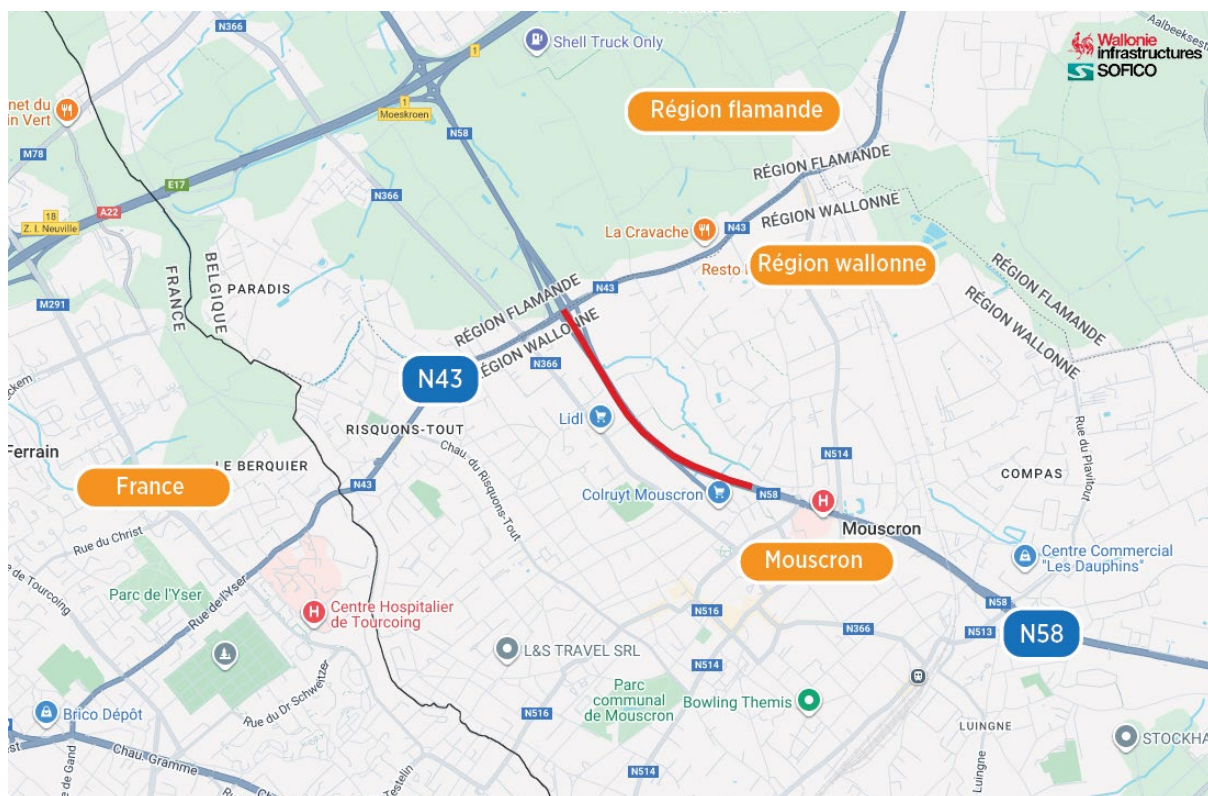 N366
Shell Truck Only
1
Aalbeeksest
Wallonie
infrastructures
SOFICO
net du
in Vert
1
Moeskroen
N58
Région flamande
M78
E17
N366
RÉGION FLAMANDE
RÉGION WALLONNE
A22
18
Z. I. Neuville
La Cravache
N43
Resto
Région wallonne
BELGIQUE
FRANCE
PARADIS
M291
N43
RÉGION FLAMANDE
RÉGION WALLONNE
RÉGION FLAMANDE
ÉGION WALLONNE
N366
N43
Lidl
RISQUONS-TOUT
Rue du Plavitout
Ferrain
LE BERQUIER
Chau. du Risquons-Tout
N514
COMPAS
France
N43
Colruyt Mouscron
N58
H
Mouscron
Rue du Christ
Mouscron
Centre Commercial
"Les Dauphins"
de Tourcoing
Parc de l'Yser
Rue de l'Yser
H
Centre Hospitalier
de Tourcoing
N516
N58
N366
N513
N58
L&S TRAVEL SRL
N514
Rue du Dr Schweitzer
Parc
communal
de Mouscron
Bowling Themis
Brico Dépôt
N516
LUINGNE
STOCKHA
Chau. Gramme
de Gand
Testelin
N514
Luingne